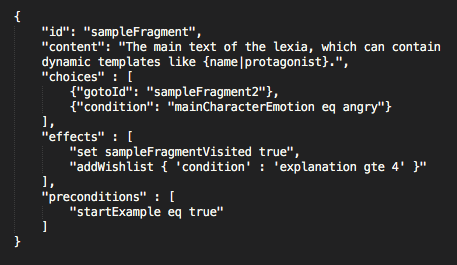 {
    "id": "sampleFragment",
    "content": "The main text of the lexia, which can contain
    dynamic templates like {name|protagonist}.",
    "choices" : [
        {"gotoId": "sampleFragment2"},
        {"condition": "mainCharacterEmotion eq angry"}
    ],
    "effects" : [
        "set sampleFragmentVisited true",
        "addWishlist { 'condition' : 'explanation gte 4' }"
    ],
    "preconditions" : [
        "startExample eq true"
    ]
}